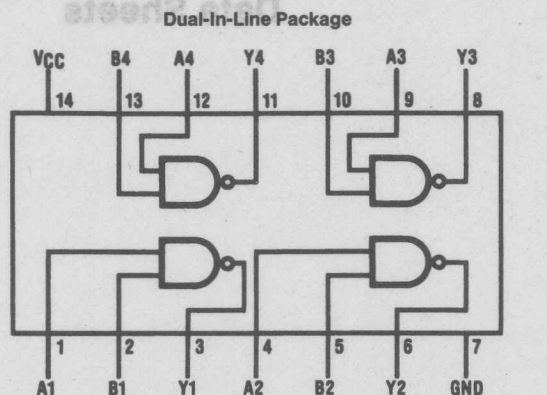 Data Sheets
Dual-In-Line Package
VCC B4 A4 Y4 B3 A3 Y3
14 13 12 11 10 9 8
1 2 3 4 5 6 7
A1 B1 Y1 A2 B2 Y2 GND